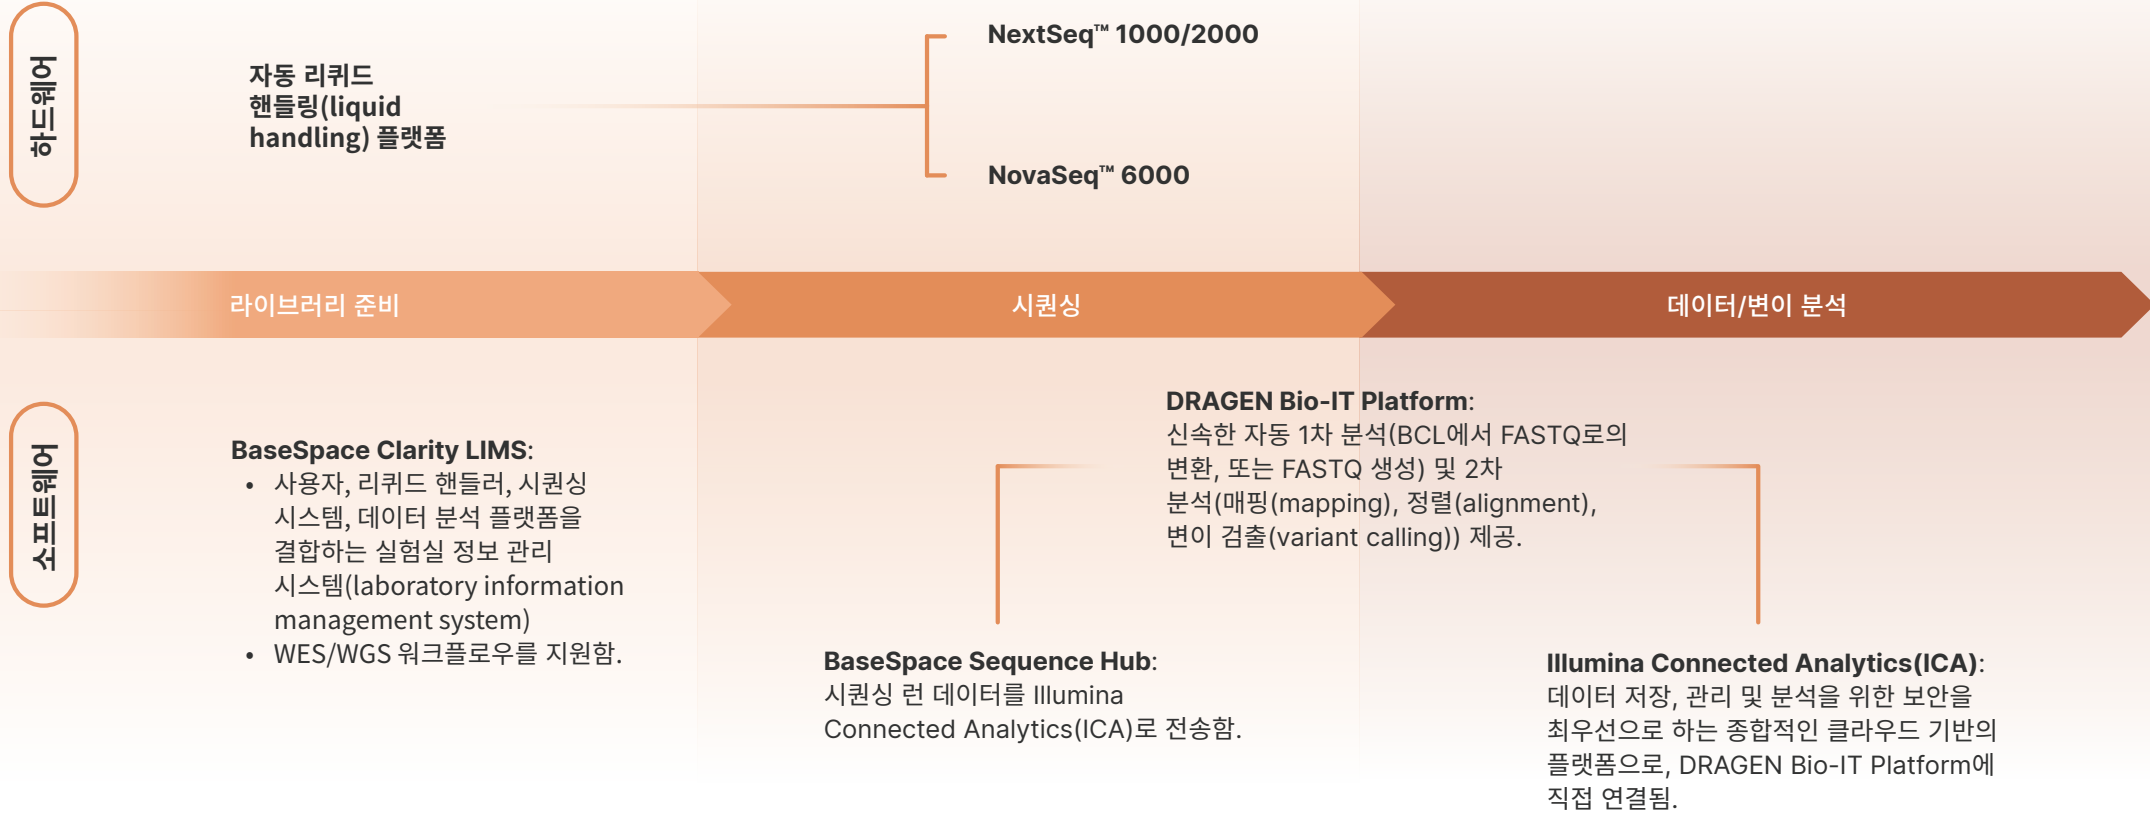 하드웨어
자동 리퀴드
핸들링(liquid
handling) 플랫폼
NextSeq™ 1000/2000
NovaSeq™ 6000
라이브러리 준비
시퀀싱
데이터/변이 분석
소프트웨어
BaseSpace Clarity LIMS:
• 사용자, 리퀴드 핸들러, 시퀀싱
시스템, 데이터 분석 플랫폼을
결합하는 실험실 정보 관리
시스템(laboratory information
management system)
• WES/WGS 워크플로우를 지원함.
DRAGEN Bio-IT Platform:
신속한 자동 1차 분석(BCL에서 FASTQ로의
변환, 또는 FASTQ 생성) 및 2차
분석(매핑(mapping), 정렬(alignment),
변이 검출(variant calling)) 제공.
BaseSpace Sequence Hub:
시퀀싱 런 데이터를 Illumina
Connected Analytics(ICA)로 전송함.
Illumina Connected Analytics(ICA):
데이터 저장, 관리 및 분석을 위한 보안을
최우선으로 하는 종합적인 클라우드 기반의
플랫폼으로, DRAGEN Bio-IT Platform에
직접 연결됨.